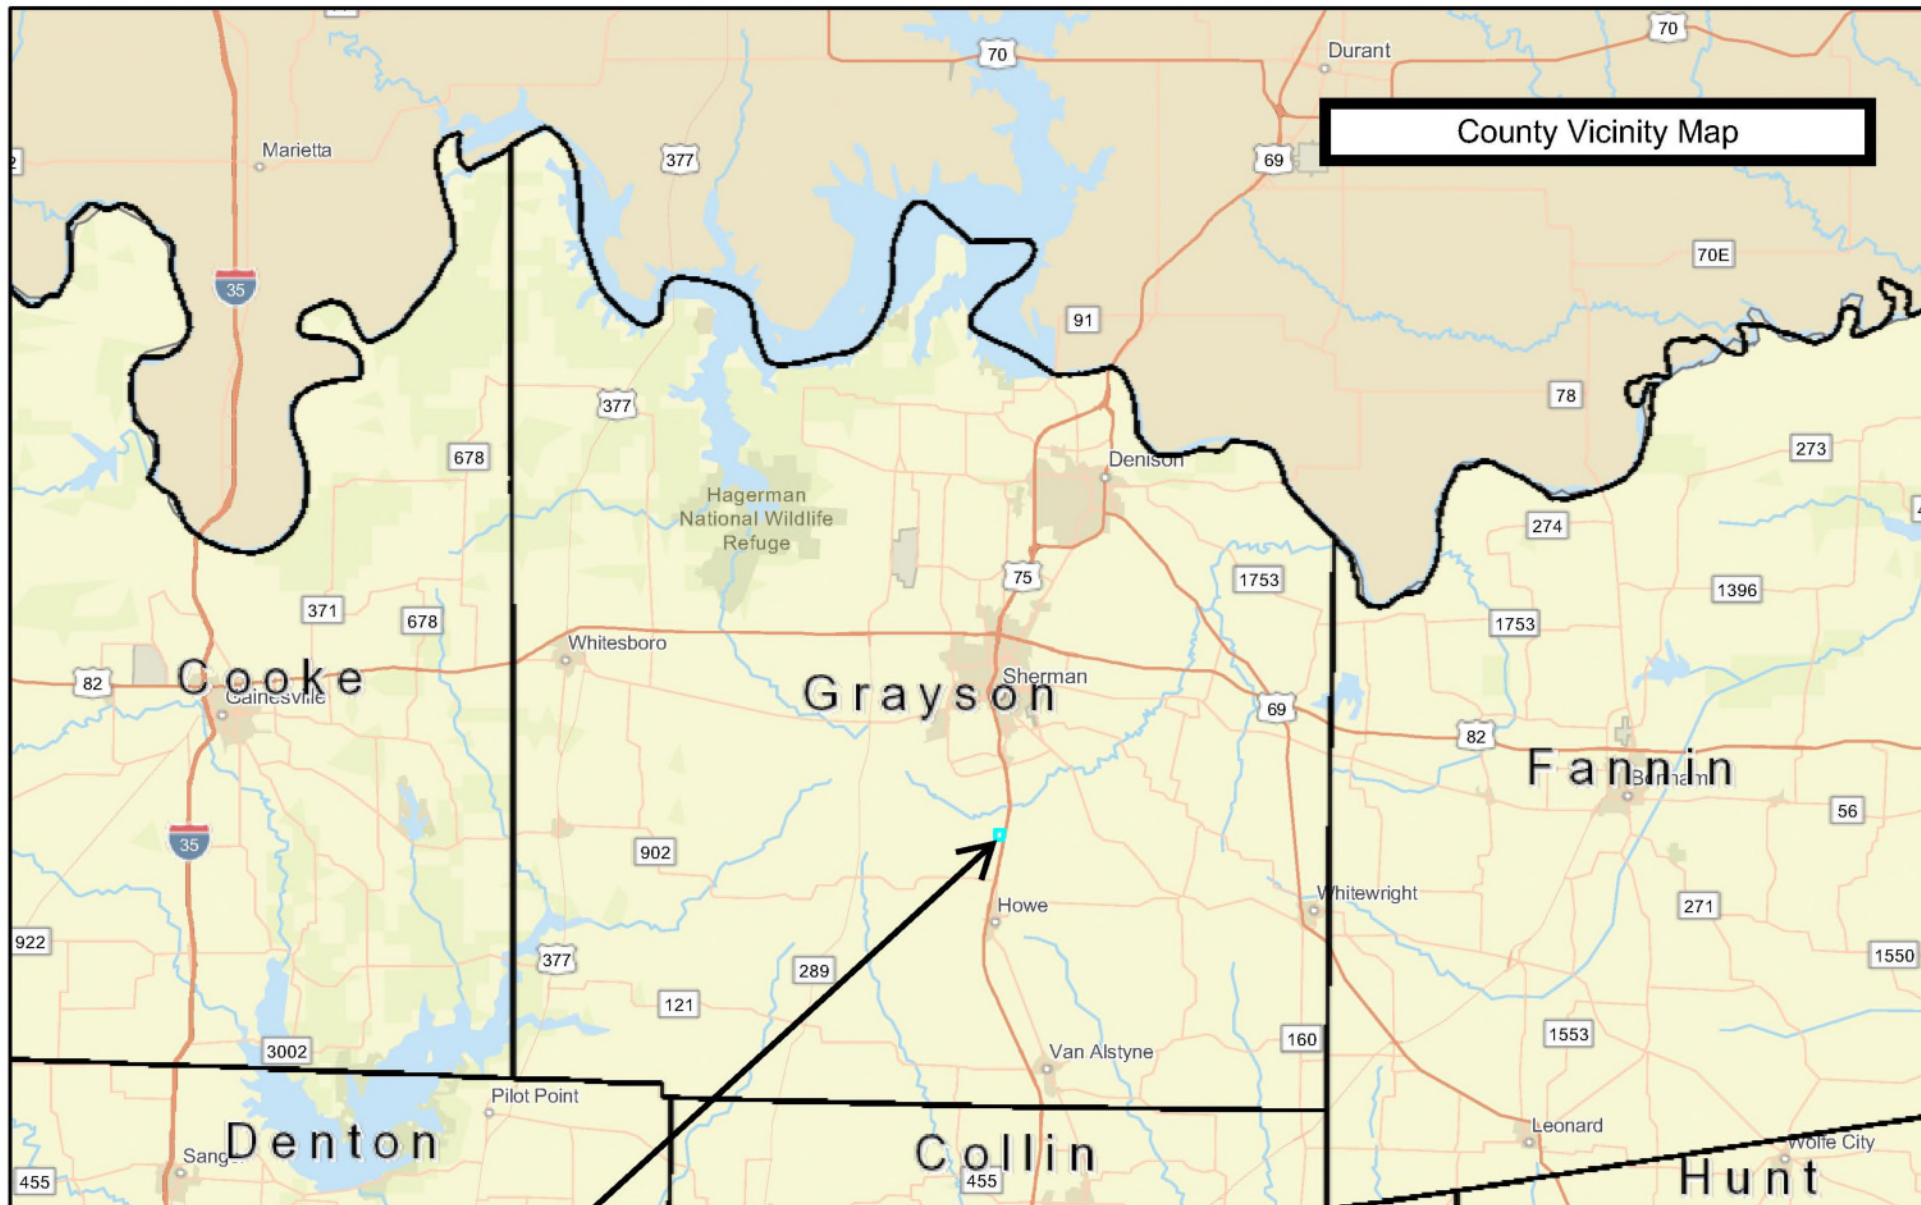 70
70
Durant
County Vicinity Map
Marietta
377
69
70E
35
91
78
377
273
678
Denison
Hagerman
National Wildlife
Refuge
274
75
1753
1396
371
678
1753
Whitesboro
82
Cooke
Gainesville
Sherman
Grayson
69
82
Fannin
Bonham
56
35
902
Whitewright
Howe
271
922
377
289
1550
121
1553
160
3002
Van Alstyne
Pilot Point
Leonard
Denton
Collin
Wolfe City
Sanger
455
455
Hunt